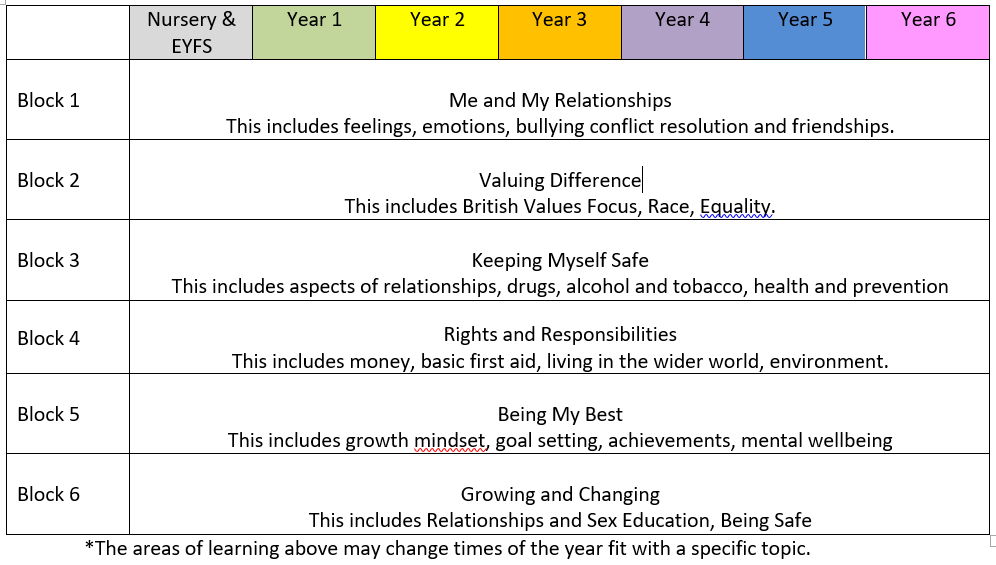 Nursery & Year 1 Year 2 Year 3 Year 4 Year 5 Year 6
EYFS
Block 1
Me and My Relationships
This includes feelings, emotions, bullying conflict resolution and friendships.
Block 2
Valuing Difference
This includes British Values Focus, Race, Equality.
Block 3
Keeping Myself Safe
This includes aspects of relationships, drugs, alcohol and tobacco, health and prevention
Block 4
Rights and Responsibilities
This includes money, basic first aid, living in the wider world, environment.
Block 5
Being My Best
This includes growth mindset, goal setting, achievements, mental wellbeing
Block 6
Growing and Changing
This includes Relationships and Sex Education, Being Safe
*The areas of learning above may change times of the year fit with a specific topic.